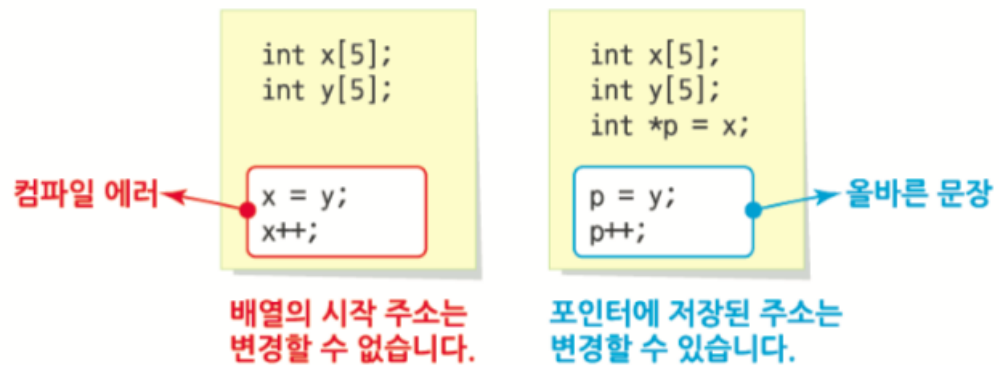 int x[5];
int y[5];
x = y;
x++;
컴파일 에러
배열의 시작 주소는
변경할 수 없습니다.
int x[5];
int y[5];
int *p = x;
p = y;
p++;
올바른 문장
포인터에 저장된 주소는
변경할 수 있습니다.